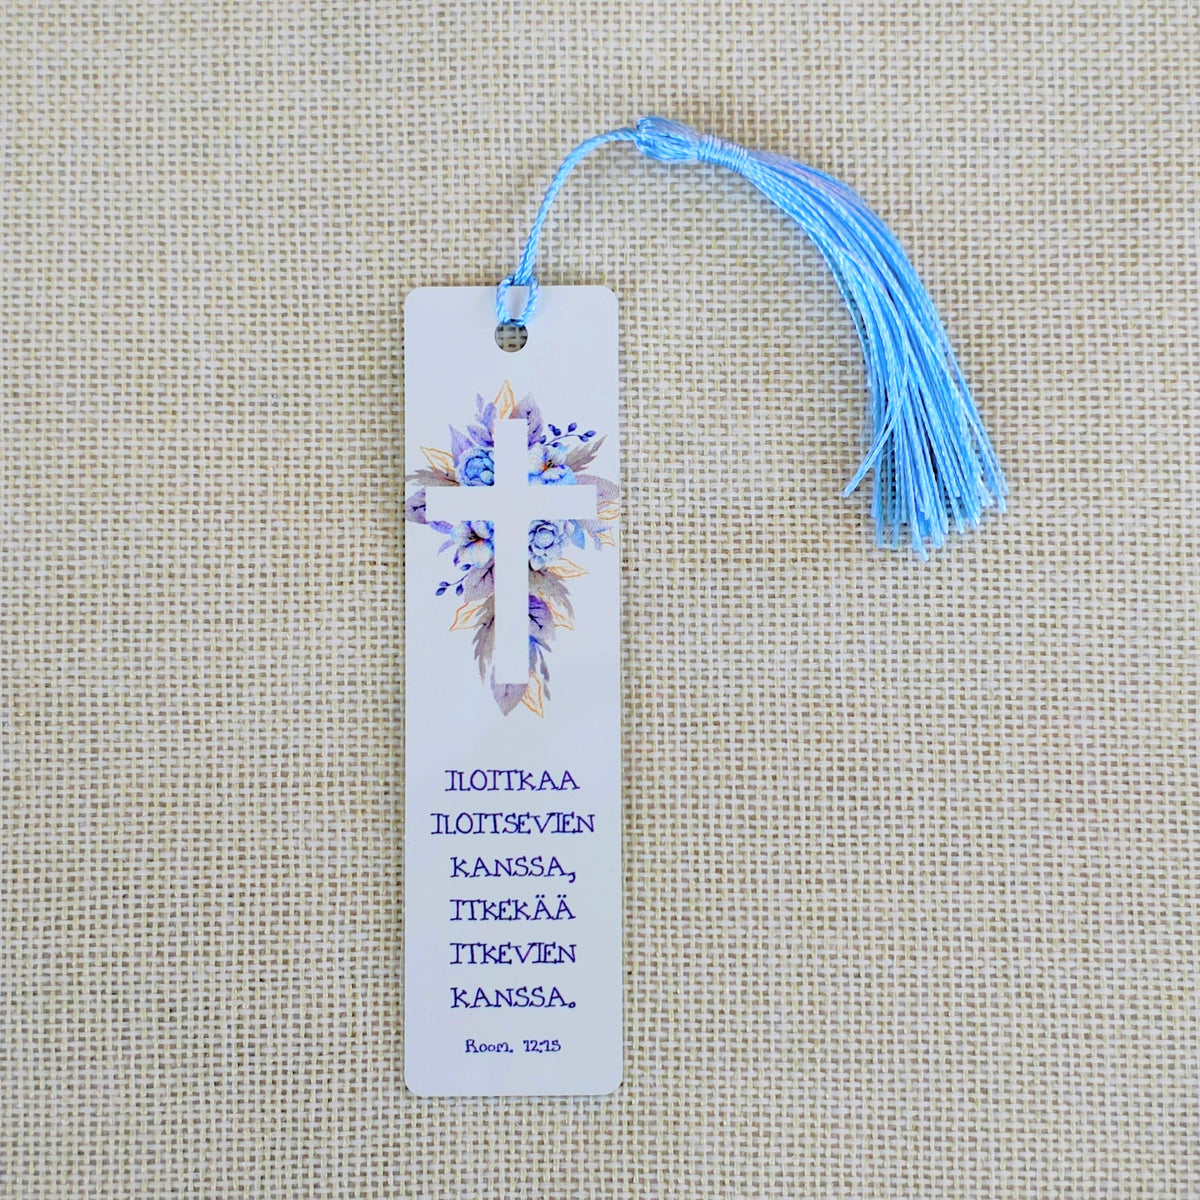 ILOITKAA
ILOITSEVIEN
KANSSA,
ITKEKÄÄ
ITKEVIEN
KANSSA.
Room. 12:15